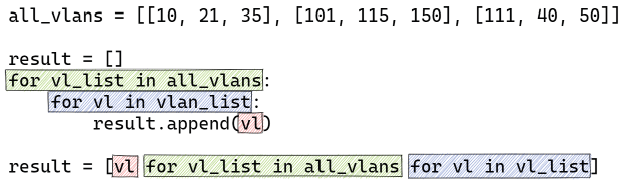 all_vlans = [[10, 21, 35], [101, 115, 150], [111, 40, 50]]
result = []
for vl_list in all_vlans:
    for vl in vlan_list:
        result.append(vl)
result = [vl for vl_list in all_vlans for vl in vl_list]